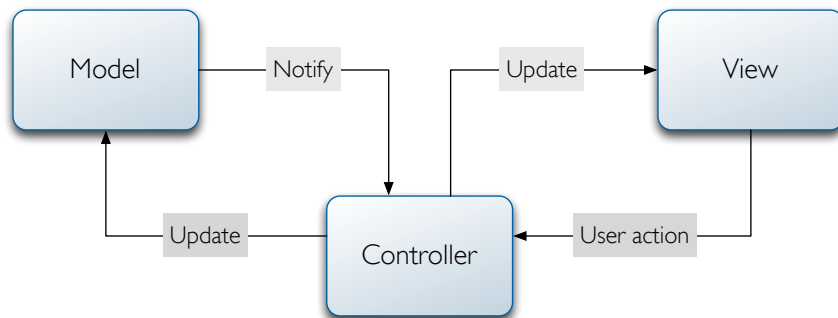 Model
Notify
Update
View
Update
Controller
User action